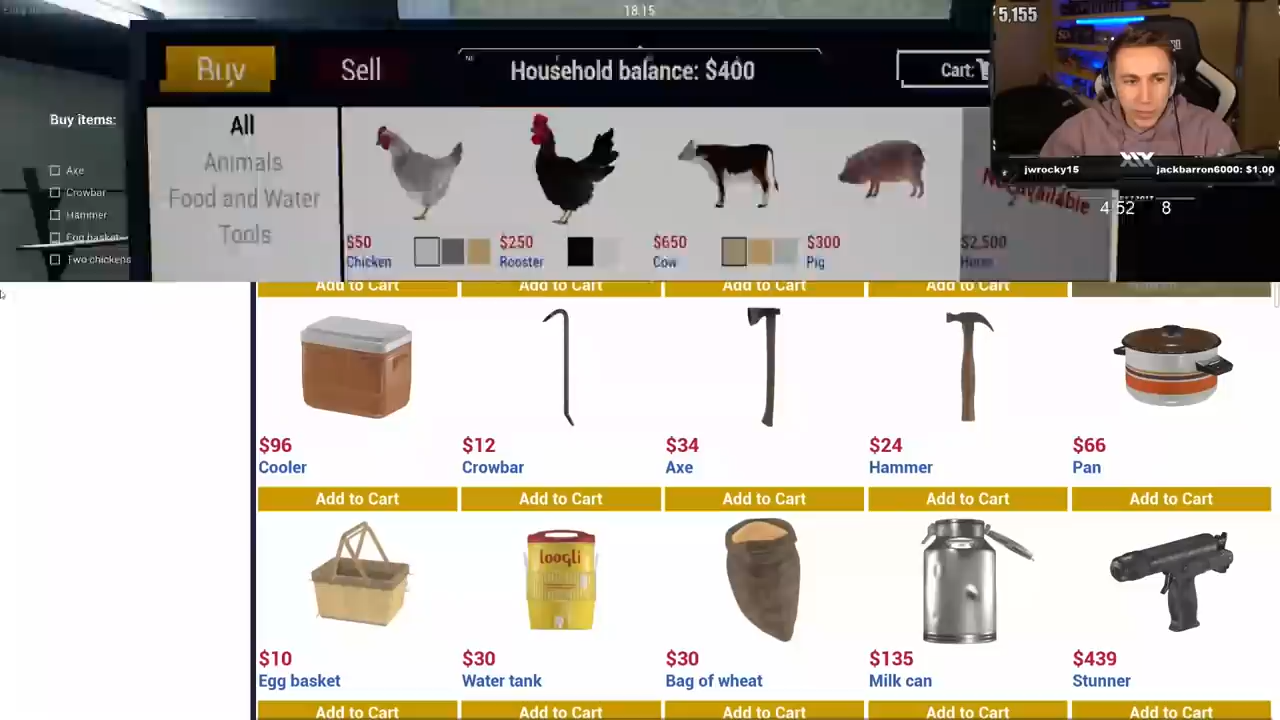 18.15
5,155
Buy Sell Household balance: $400 Cart:
Buy items:
Axe
Crowbar
Hammer
Egg basket
Two chickens
All
Animals
Food and Water
Tools
$50 $250 $650 $300 $2,500
Chicken Rooster Cow Pig Horse
Not available
jwrocky15 jackbarron6000: $1.00
4 52 8
Add to Cart Add to Cart Add to Cart Add to Cart
$96 $12 $34 $24 $66
Cooler Crowbar Axe Hammer Pan
Add to Cart Add to Cart Add to Cart Add to Cart Add to Cart
loogli
$10 $30 $30 $135 $439
Egg basket Water tank Bag of wheat Milk can Stunner
Add to Cart Add to Cart Add to Cart Add to Cart Add to Cart